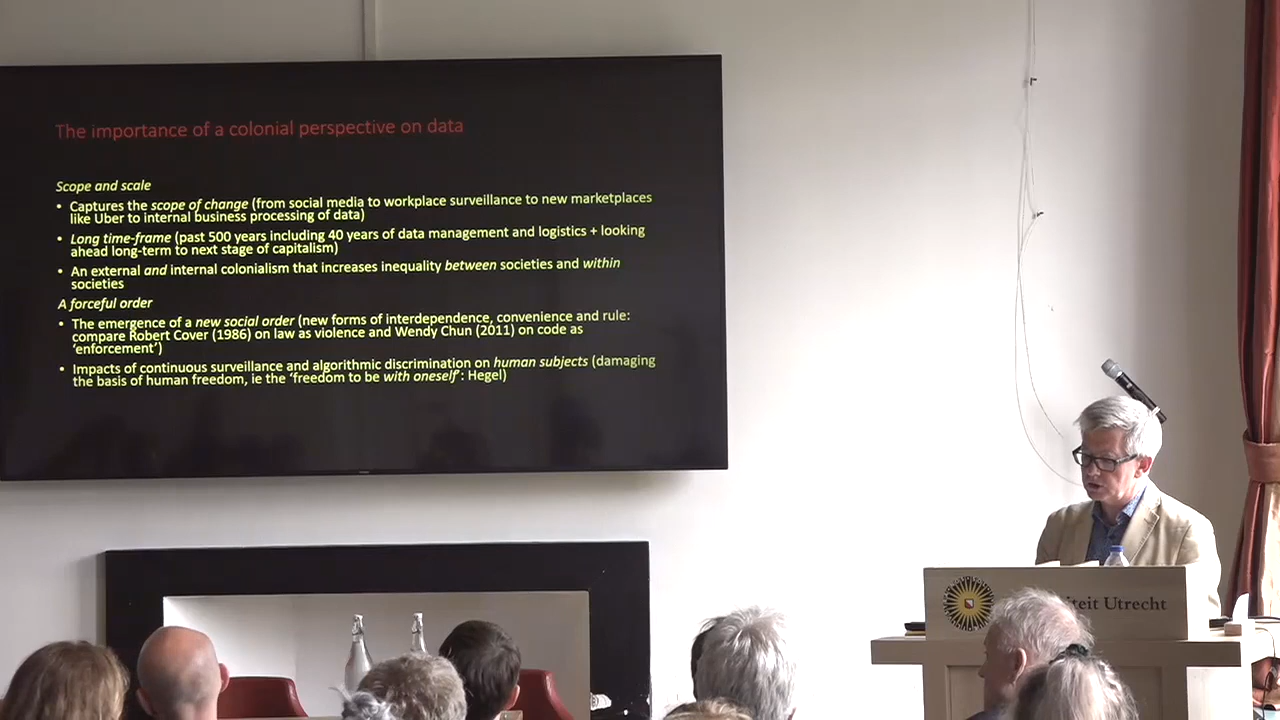 The importance of a colonial perspective on data
Scope and scale
• Captures the scope of change (from social media to workplace surveillance to new marketplaces
like Uber to internal business processing of data)
• Long time-frame (past 500 years including 40 years of data management and logistics + looking
ahead long-term to next stage of capitalism)
• An external and internal colonialism that increases inequality between societies and within
societies
A forceful order
• The emergence of a new social order (new forms of interdependence, convenience and rule:
compare Robert Cover (1986) on law as violence and Wendy Chun (2011) on code as
'enforcement')
• Impacts of continuous surveillance and algorithmic discrimination on human subjects (damaging
the basis of human freedom, ie the 'freedom to be with oneself': Hegel)
Utrecht